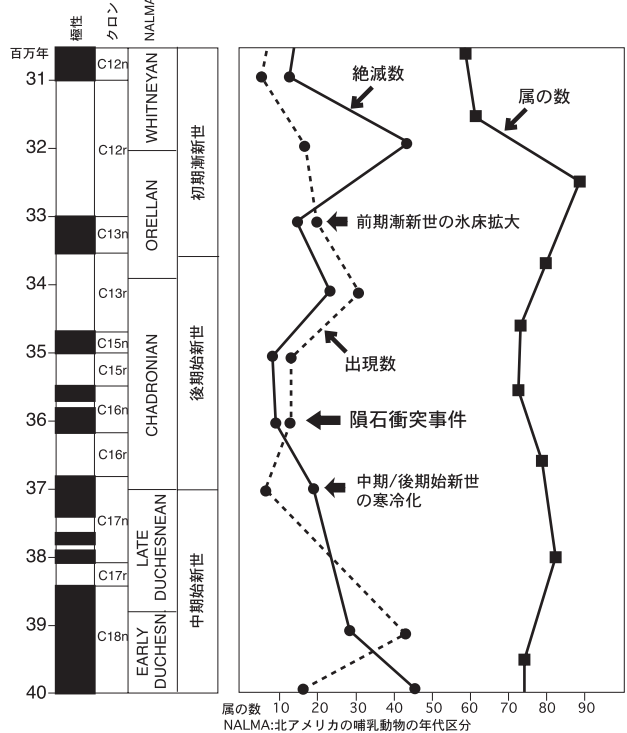 極性
クロン
NALMA
百万年
31
32
33
34
35
36
37
38
39
40
C12n
C12r
C13n
C13r
C15n
C15r
C16n
C16r
C17n
C17r
C18n
WHITNEYAN
ORELLAN
CHADRONIAN
LATE
DUCHESNEAN
EARLY
DUCHESN.
初期漸新世
後期始新世
中期始新世
絶滅数
属の数
前期漸新世の氷床拡大
出現数
隕石衝突事件
中期/後期始新世
の寒冷化
属の数 10 20 30 40 50 60 70 80 90
NALMA:北アメリカの哺乳動物の年代区分